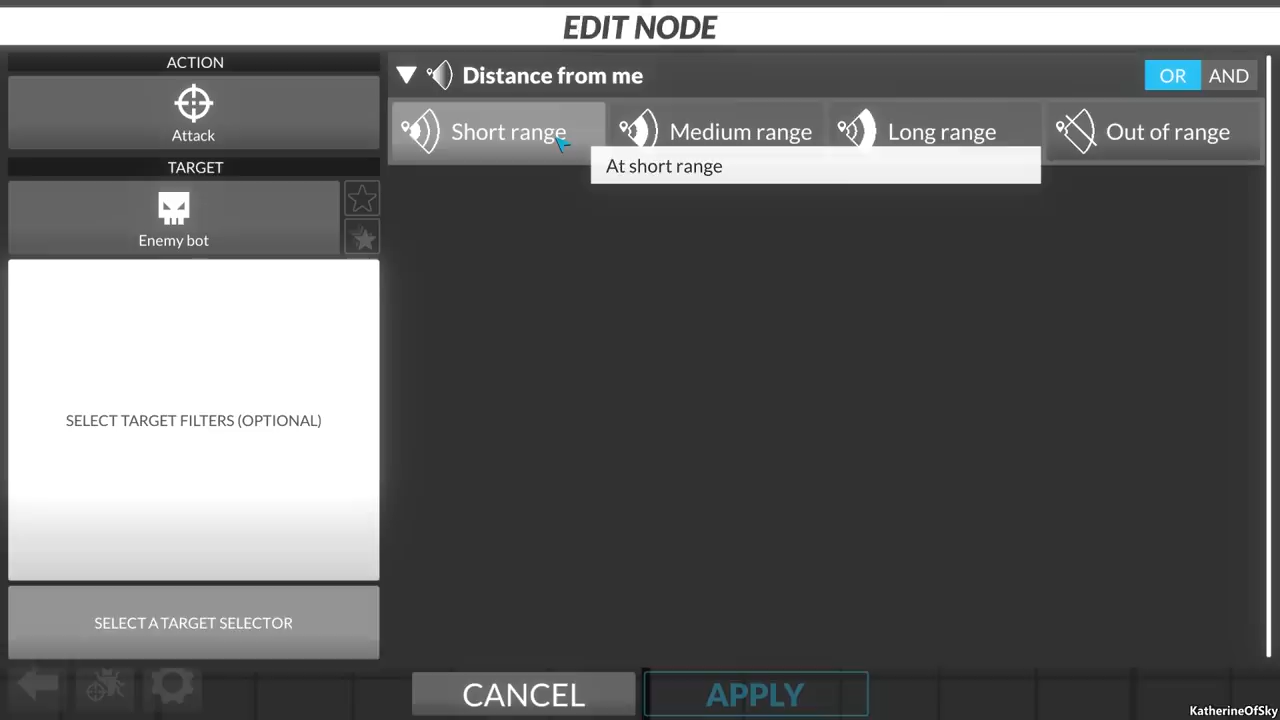 EDIT NODE
ACTION
Attack
TARGET
Enemy bot
SELECT TARGET FILTERS (OPTIONAL)
SELECT A TARGET SELECTOR
Distance from me
OR AND
Short range Medium range Long range Out of range
At short range
CANCEL APPLY
KatherineOfSky